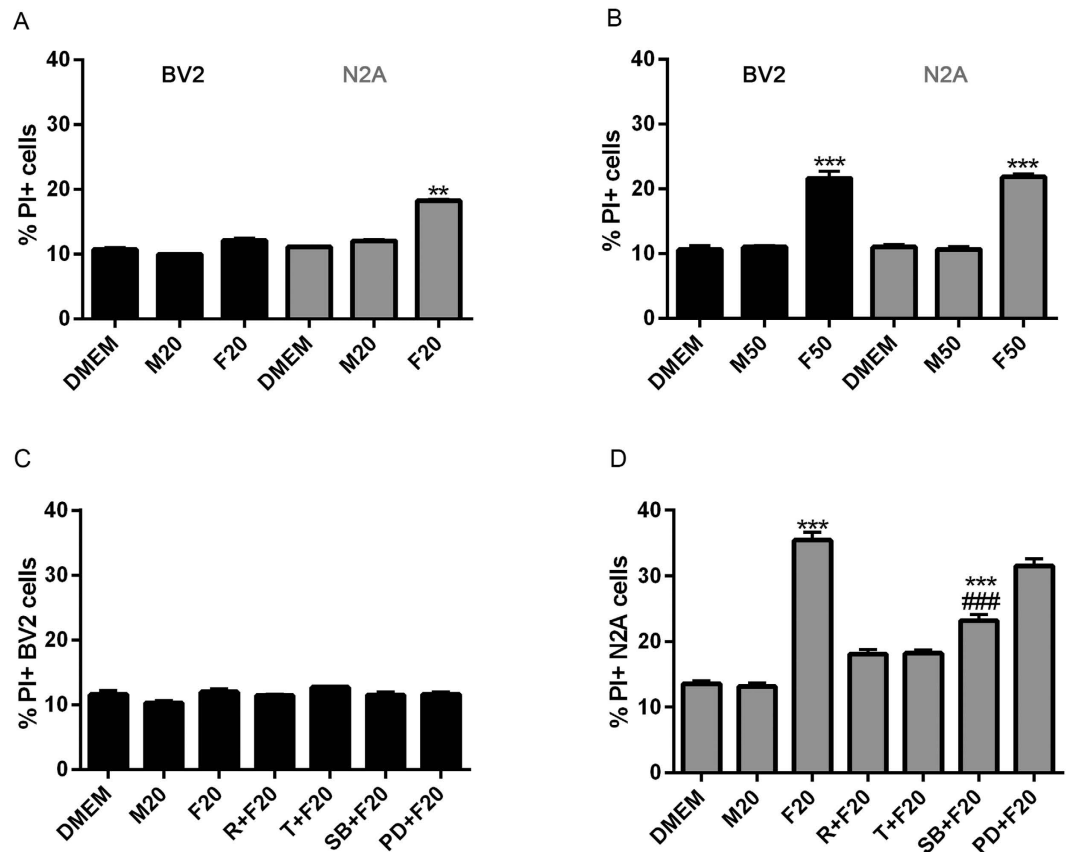 A
% PI+ cells
40
30
20
10
0
BV2
N2A
**
DMEM
M20
F20
DMEM
M20
F20
B
% PI+ cells
40
30
20
10
0
BV2
N2A
***
***
DMEM
M50
F50
DMEM
M50
F50
C
% PI+ BV2 cells
40
30
20
10
0
DMEM
M20
F20
R+F20
T+F20
SB+F20
PD+F20
D
% PI+ N2A cells
40
30
20
10
0
***
***
###
DMEM
M20
F20
R+F20
T+F20
SB+F20
PD+F20